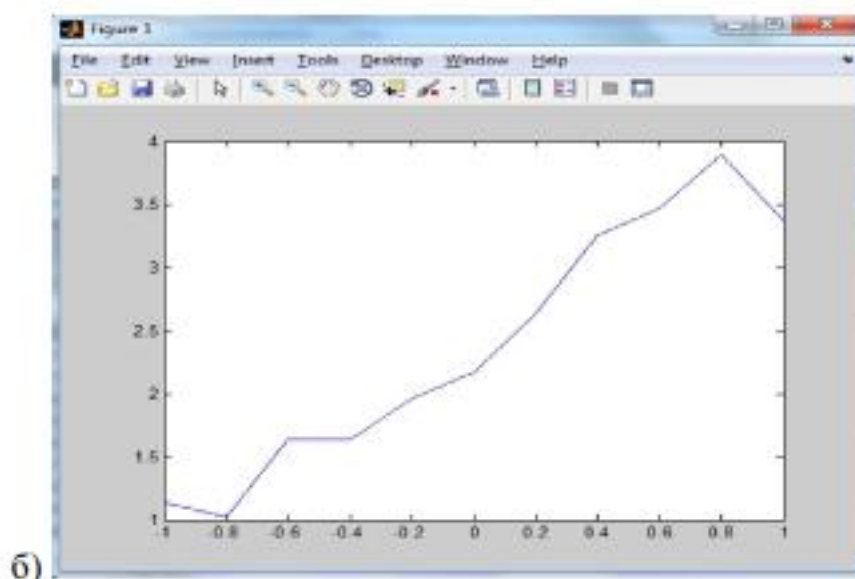 Figure 1
File Edit View Insert Tools Desktop Window Help
4
3.5
3
2.5
2
1.5
1
-1 -0.8 -0.6 -0.4 -0.2 0 0.2 0.4 0.6 0.8 1
б)